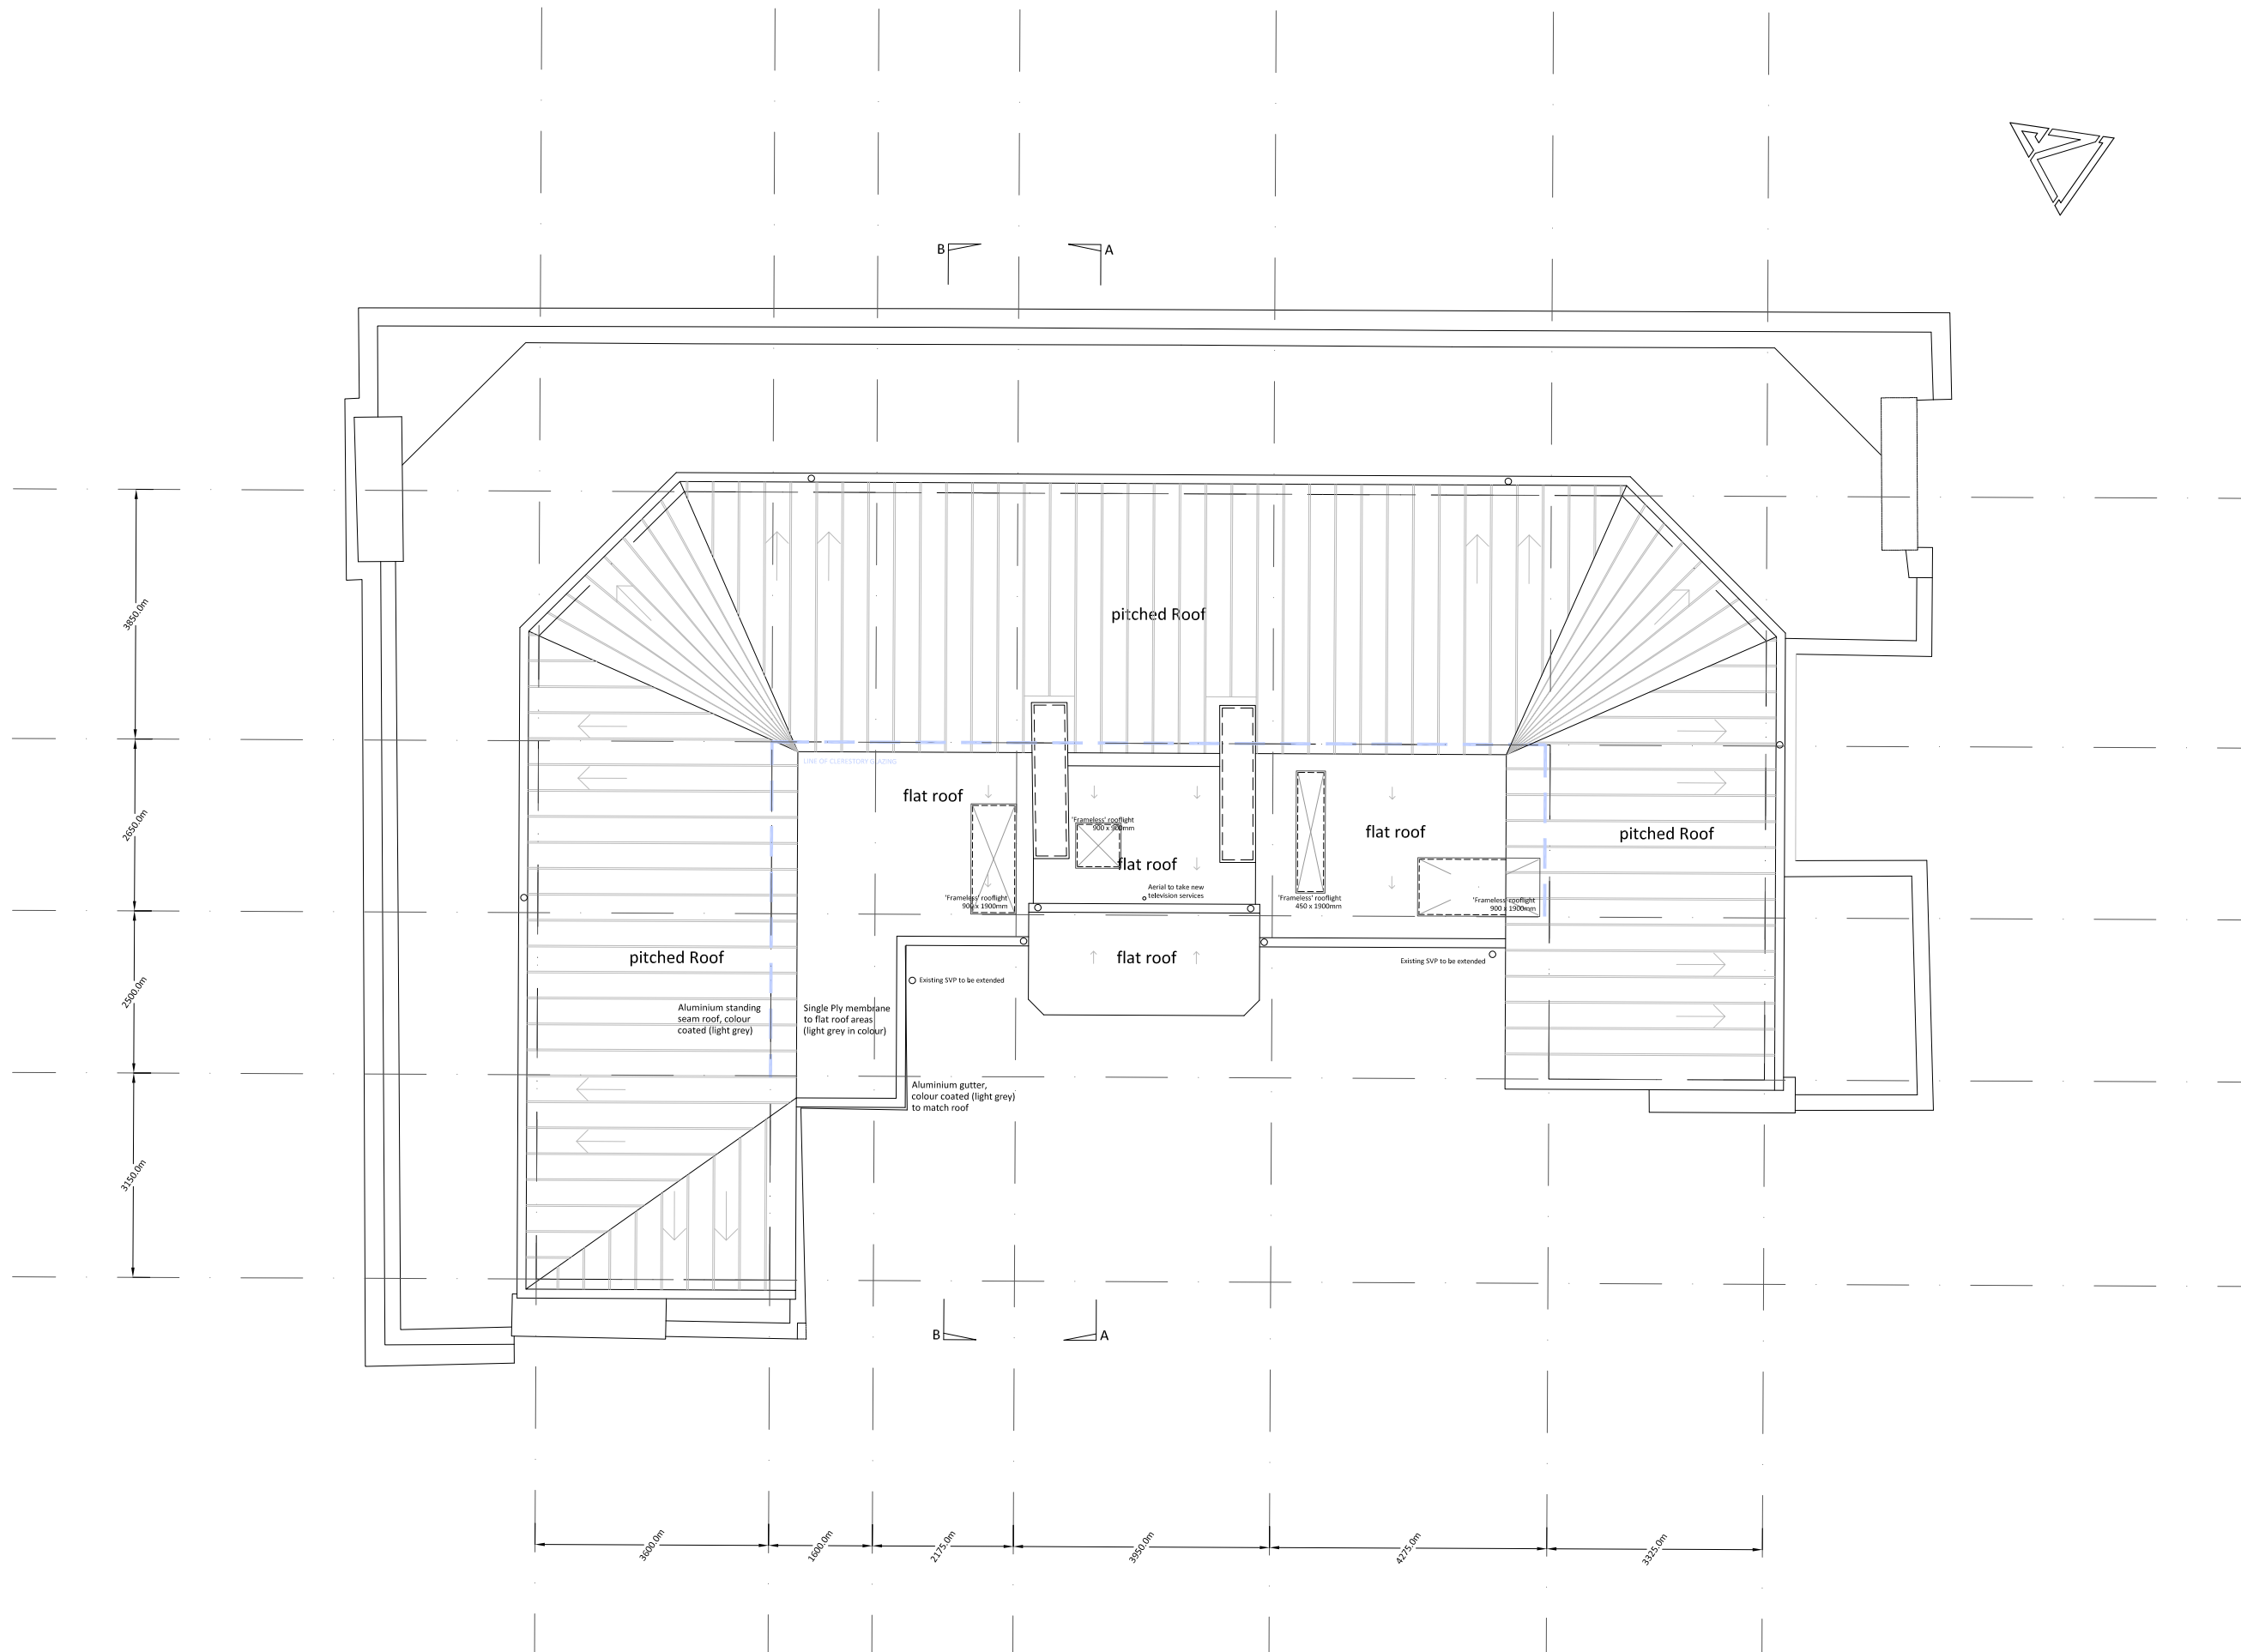 B
A
pitched Roof
LINE OF CLERESTORY GLAZING
flat roof
'Frameless' rooflight
900 x 900mm
flat roof
flat roof
pitched Roof
Aerial to take new
television services
'Frameless' rooflight
900 x 1900mm
'Frameless' rooflight
450 x 1900mm
'Frameless' rooflight
900 x 1900mm
pitched Roof
flat roof
Existing SVP to be extended
Existing SVP to be extended
Aluminium standing
seam roof, colour
coated (light grey)
Single Ply membrane
to flat roof areas
(light grey in colour)
Aluminium gutter,
colour coated (light grey)
to match roof
B
A
3850.0m
2650.0m
2500.0m
3150.0m
3600.0m
1600.0m
2175.0m
3950.0m
4275.0m
3325.0m